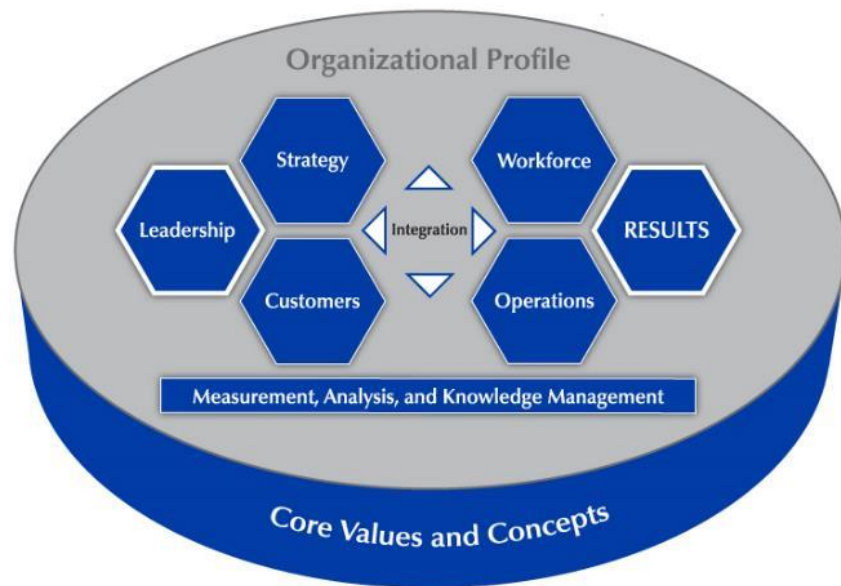 Organizational Profile
Strategy
Workforce
Leadership
Integration
RESULTS
Customers
Operations
Measurement, Analysis, and Knowledge Management
Core Values and Concepts